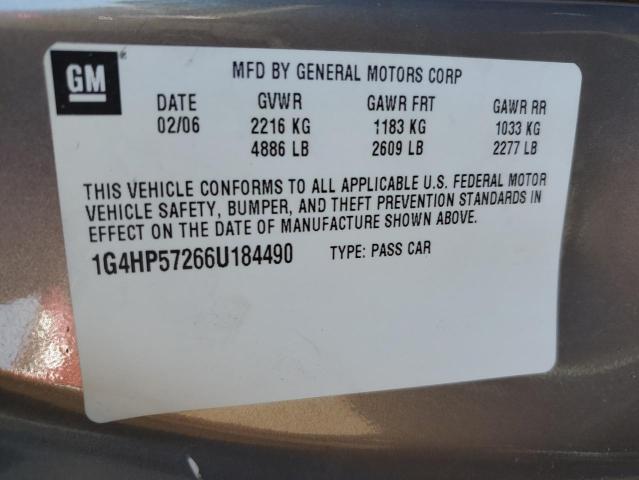 GM
MFD BY GENERAL MOTORS CORP
DATE GVWR GAWR FRT GAWR RR
02/06 2216 KG 1183 KG 1033 KG
4886 LB 2609 LB 2277 LB
THIS VEHICLE CONFORMS TO ALL APPLICABLE U.S. FEDERAL MOTOR
VEHICLE SAFETY, BUMPER, AND THEFT PREVENTION STANDARDS IN
EFFECT ON THE DATE OF MANUFACTURE SHOWN ABOVE.
1G4HP57266U184490 TYPE: PASS CAR